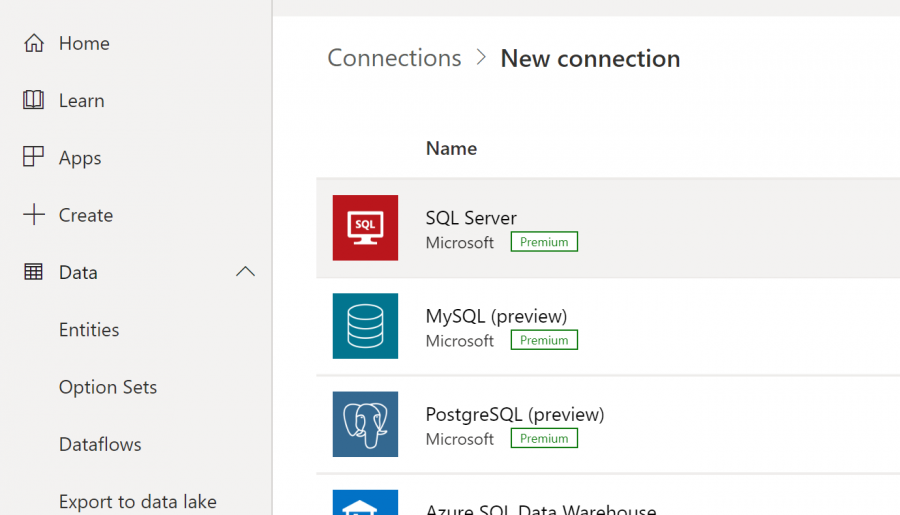 Home
Learn
Apps
Create
Data
Entities
Option Sets
Dataflows
Export to data lake
Connections > New connection
Name
SQL
SQL Server
Microsoft Premium
MySQL (preview)
Microsoft Premium
PostgreSQL (preview)
Microsoft Premium
Azure SQL Data Warehouse